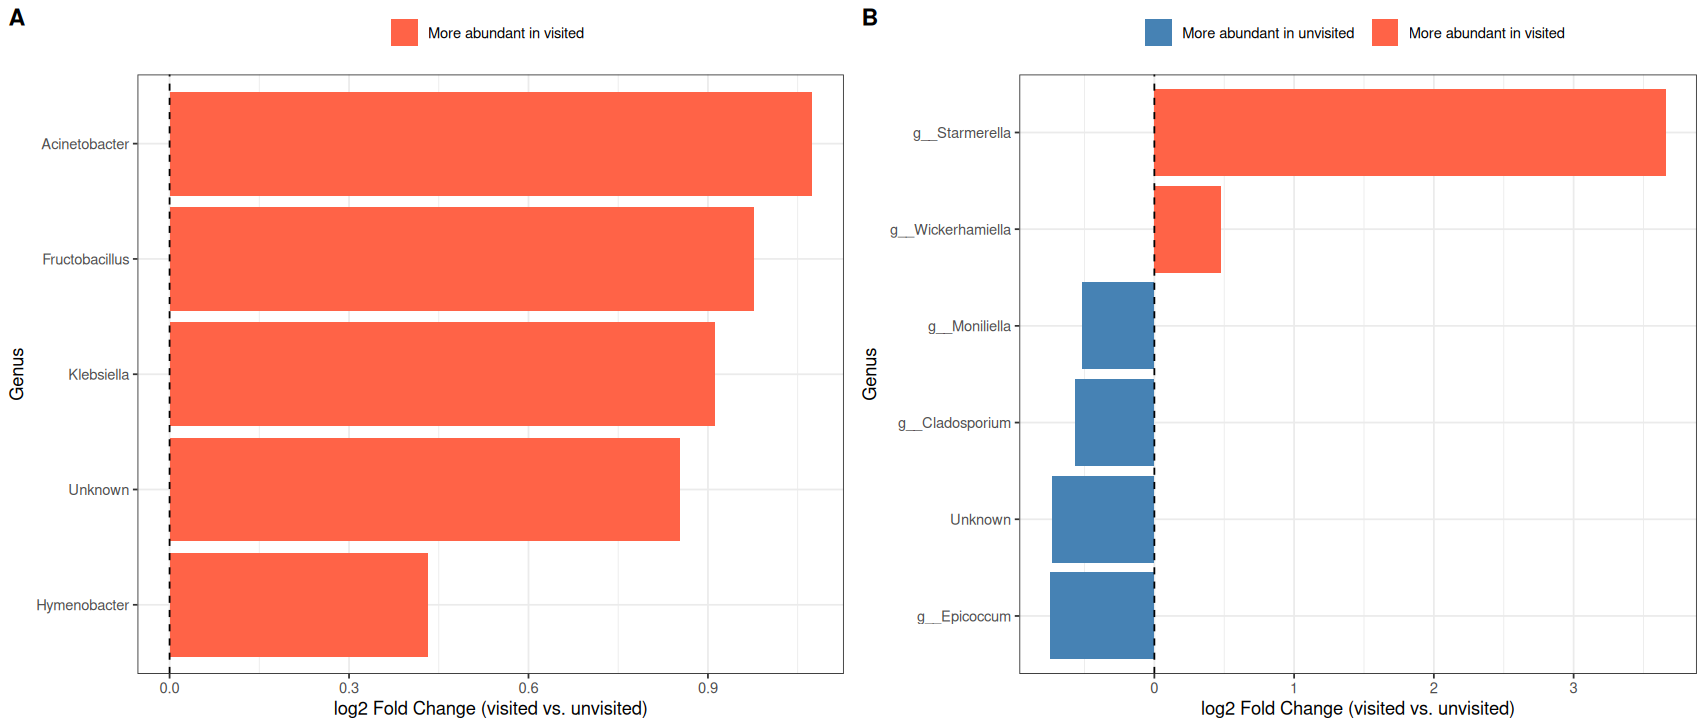 A
More abundant in visited
Genus
Acinetobacter
Fructobacillus
Klebsiella
Unknown
Hymenobacter
0.0 0.3 0.6 0.9
log2 Fold Change (visited vs. unvisited)
B
More abundant in unvisited More abundant in visited
Genus
g__Starmerella
g__Wickerhamiella
g__Moniliella
g__Cladosporium
Unknown
g__Epicoccum
0 1 2 3
log2 Fold Change (visited vs. unvisited)